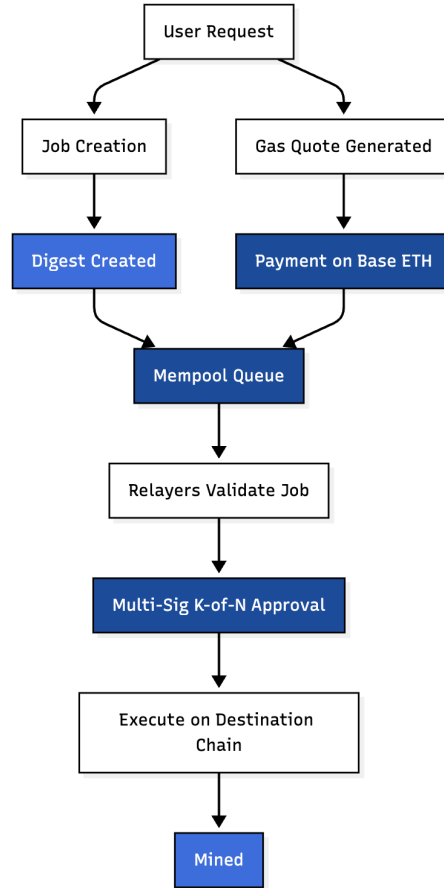 User Request
Job Creation
Gas Quote Generated
Digest Created
Payment on Base ETH
Mempool Queue
Relayers Validate Job
Multi-Sig K-of-N Approval
Execute on Destination
Chain
Mined